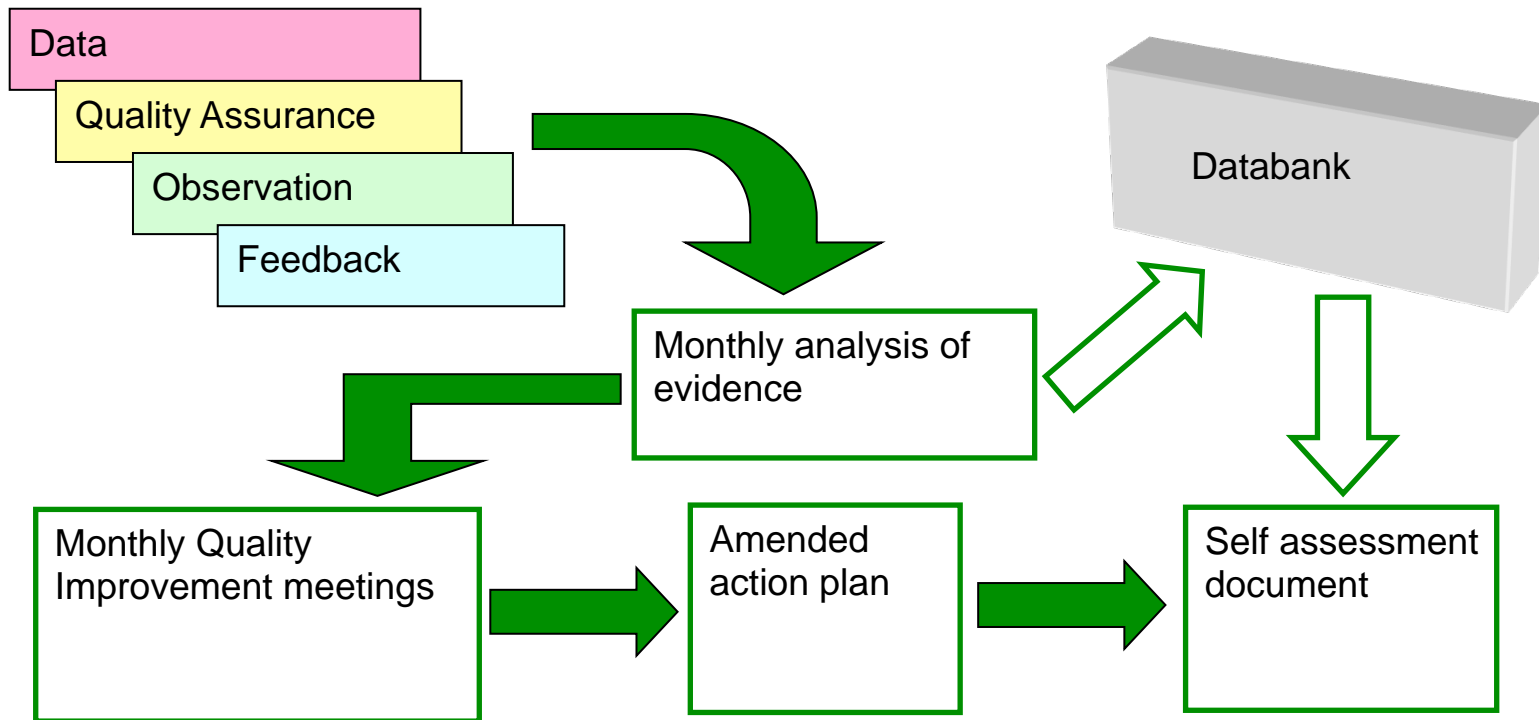 Data
Quality Assurance
Observation
Feedback
Databank
Monthly analysis of
evidence
Monthly Quality
Improvement meetings
Amended
action plan
Self assessment
document